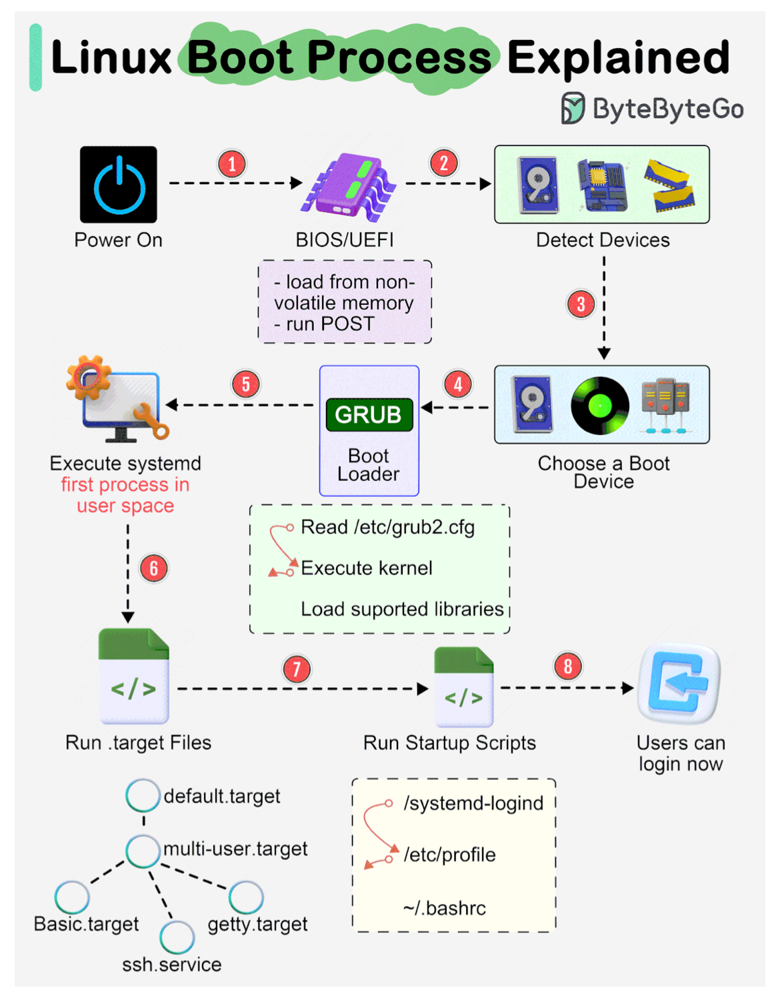 Linux Boot Process Explained
ByteByteGo
1
2
Power On
BIOS/UEFI
Detect Devices
- load from non-
volatile memory
- run POST
3
5
4
GRUB
Boot
Loader
Execute systemd
first process in
user space
Choose a Boot
Device
Read /etc/grub2.cfg
Execute kernel
Load suported libraries
6
7
8
</>
</>
Run .target Files
Run Startup Scripts
Users can
login now
default.target
multi-user.target
Basic.target
getty.target
ssh.service
/systemd-logind
/etc/profile
~/.bashrc